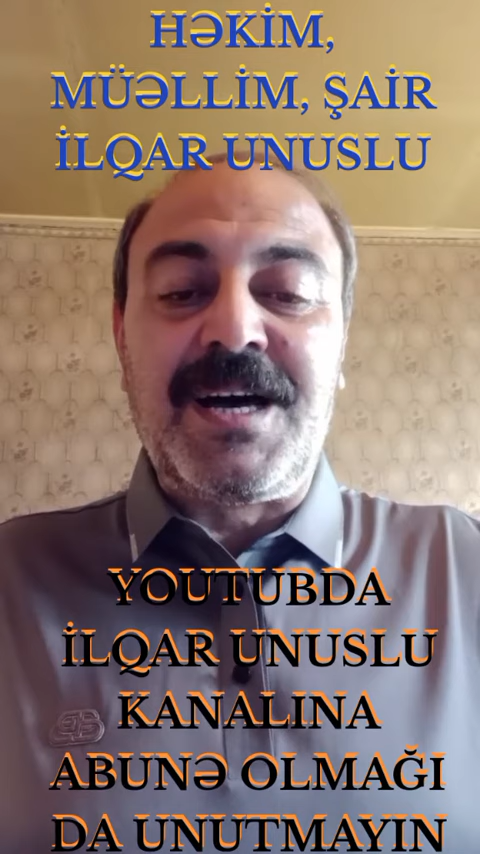 HƏKİM,
MÜƏLLİM, ŞAİR
İLQAR UNUSLU
YOUTUBDA
İLQAR UNUSLU
KANALINA
ABUNƏ OLMAĞI
DA UNUTMAYIN